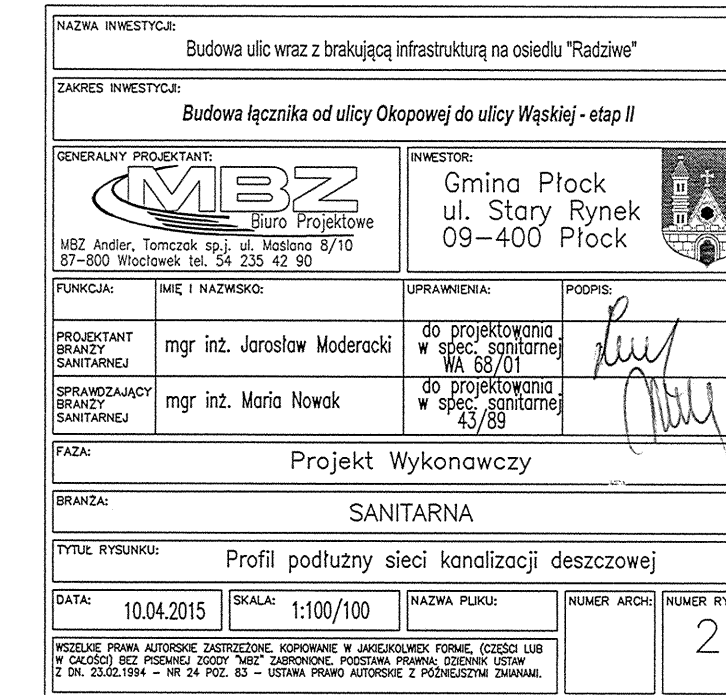 NAZWA INWESTYCJI:
Budowa ulic wraz z brakującą infrastrukturą na osiedlu "Radziwe"
ZAKRES INWESTYCJI:
Budowa łącznika od ulicy Okopowej do ulicy Wąskiej - etap II
GENERALNY PROJEKTANT:
MBZ
Biuro Projektowe
MBZ Andler, Tomczak sp.j. ul. Maślana 8/10
87-800 Włocławek tel. 54 235 42 90
INWESTOR:
Gmina Płock
ul. Stary Rynek
09-400 Płock
FUNKCJA: IMIĘ I NAZWISKO: UPRAWNIENIA: PODPIS:
PROJEKTANT
BRANŻY
SANITARNEJ
mgr inż. Jarosław Moderacki
do projektowania
w spec. sanitarnej
WA 68/01
SPRAWDZAJĄCY
BRANŻY
SANITARNEJ
mgr inż. Maria Nowak
do projektowania
w spec. sanitarnej
43/89
FAZA:
Projekt Wykonawczy
BRANŻA:
SANITARNA
TYTUŁ RYSUNKU:
Profil podłużny sieci kanalizacji deszczowej
DATA: 10.04.2015
SKALA: 1:100/100
NAZWA PLIKU:
NUMER ARCH:
NUMER RY
2
WSZELKIE PRAWA AUTORSKIE ZASTRZEŻONE. KOPIOWANIE W JAKIEJKOLWIEK FORMIE, (CZĘŚCI LUB
W CAŁOŚCI) BEZ PISEMNEJ ZGODY "MBZ" ZABRONIONE. PODSTAWA PRAWNA: DZIENNIK USTAW
Z DN. 23.02.1994 - NR 24 POZ. 83 - USTAWA PRAWO AUTORSKIE Z PÓŹNIEJSZYMI ZMIANAMI.